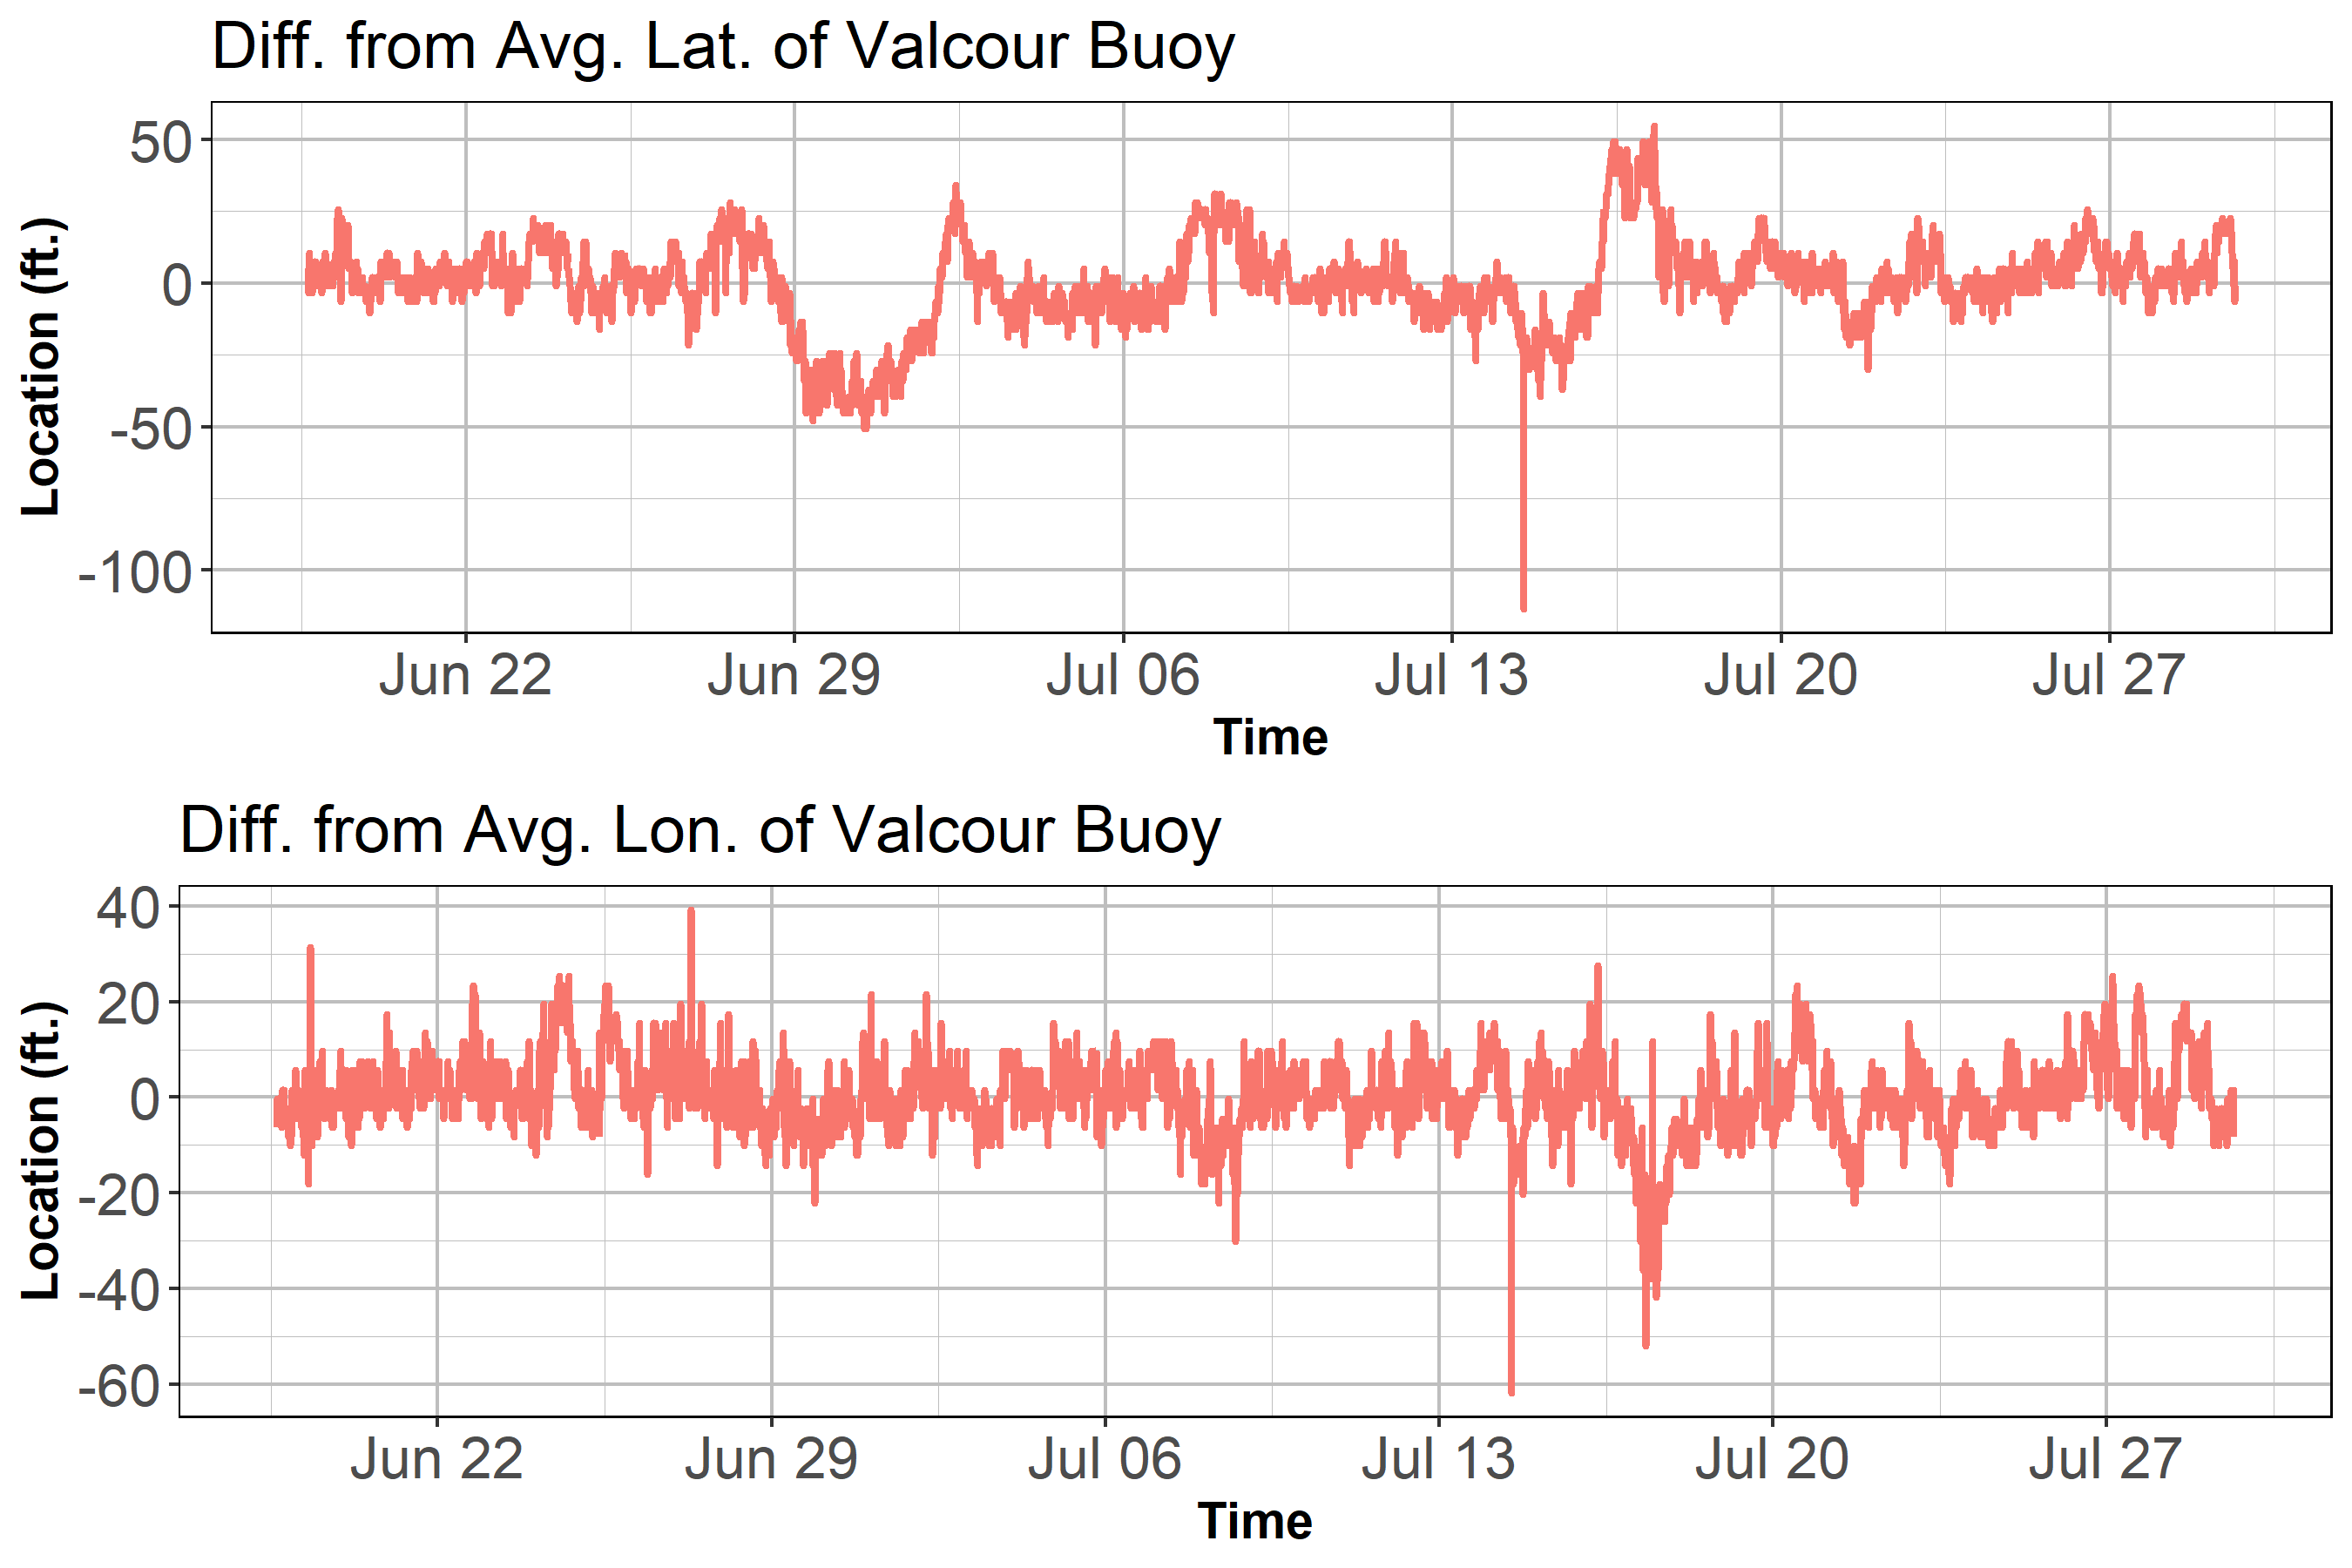 Diff. from Avg. Lat. of Valcour Buoy
Location (ft.)
50
0
-50
-100
Jun 22 Jun 29 Jul 06 Jul 13 Jul 20 Jul 27
Time
Diff. from Avg. Lon. of Valcour Buoy
Location (ft.)
40
20
0
-20
-40
-60
Jun 22 Jun 29 Jul 06 Jul 13 Jul 20 Jul 27
Time